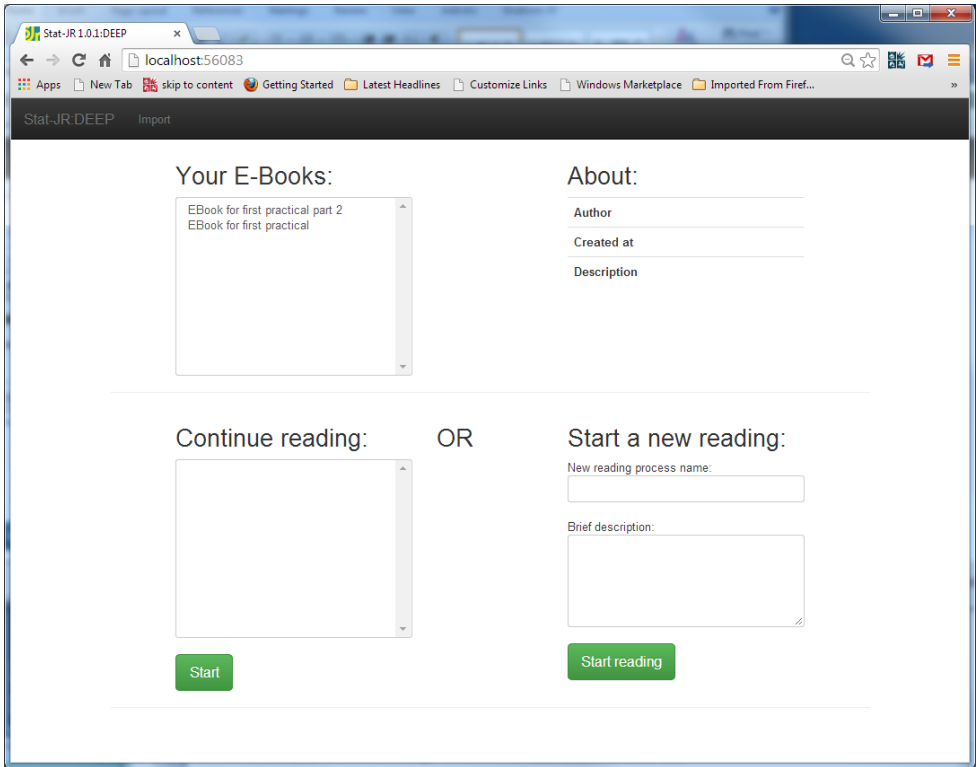 Stat-JR 1.0.1:DEEP
localhost:56083
Apps New Tab skip to content Getting Started Latest Headlines Customize Links Windows Marketplace Imported From Firef... »
Stat-JR:DEEP Import
Your E-Books:
EBook for first practical part 2
EBook for first practical
About:
Author
Created at
Description
Continue reading:
OR
Start a new reading:
New reading process name:
Brief description:
Start
Start reading